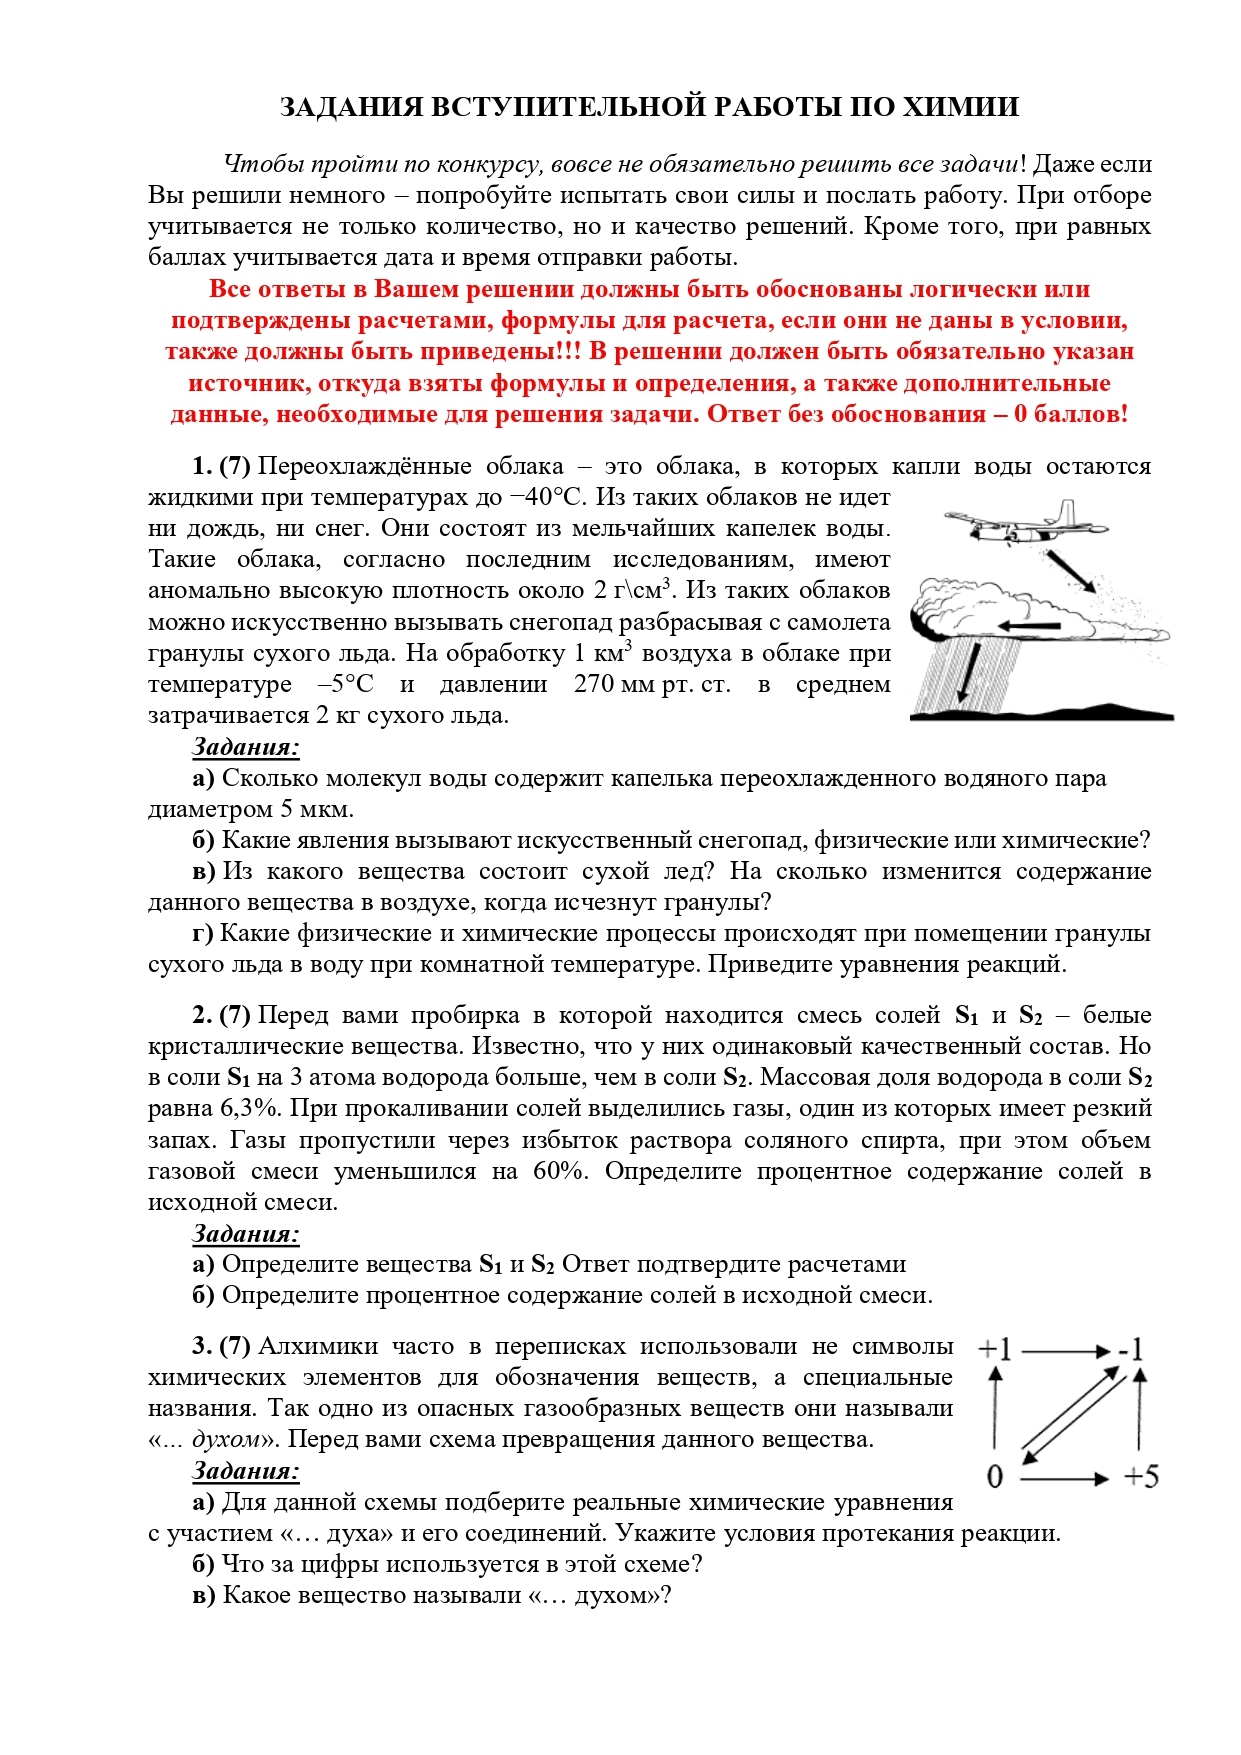 ЗАДАНИЯ ВСТУПИТЕЛЬНОЙ РАБОТЫ ПО ХИМИИ
Чтобы пройти по конкурсу, вовсе не обязательно решить все задачи! Даже если
Вы решили немного – попробуйте испытать свои силы и послать работу. При отборе
учитывается не только количество, но и качество решений. Кроме того, при равных
баллах учитывается дата и время отправки работы.
Все ответы в Вашем решении должны быть обоснованы логически или
подтверждены расчетами, формулы для расчета, если они не даны в условии,
также должны быть приведены!!! В решении должен быть обязательно указан
источник, откуда взяты формулы и определения, а также дополнительные
данные, необходимые для решения задачи. Ответ без обоснования – 0 баллов!
1. (7) Переохлаждённые облака – это облака, в которых капли воды остаются
жидкими при температурах до −40°С. Из таких облаков не идет
ни дождь, ни снег. Они состоят из мельчайших капелек воды.
Такие облака, согласно последним исследованиям, имеют
аномально высокую плотность около 2 г\см³. Из таких облаков
можно искусственно вызывать снегопад разбрасывая с самолета
гранулы сухого льда. На обработку 1 км³ воздуха в облаке при
температуре –5°С и давлении 270 мм рт. ст. в среднем
затрачивается 2 кг сухого льда.
Задания:
а) Сколько молекул воды содержит капелька переохлажденного водяного пара
диаметром 5 мкм.
б) Какие явления вызывают искусственный снегопад, физические или химические?
в) Из какого вещества состоит сухой лед? На сколько изменится содержание
данного вещества в воздухе, когда исчезнут гранулы?
г) Какие физические и химические процессы происходят при помещении гранулы
сухого льда в воду при комнатной температуре. Приведите уравнения реакций.
2. (7) Перед вами пробирка в которой находится смесь солей S₁ и S₂ – белые
кристаллические вещества. Известно, что у них одинаковый качественный состав. Но
в соли S₁ на 3 атома водорода больше, чем в соли S₂. Массовая доля водорода в соли S₂
равна 6,3%. При прокаливании солей выделились газы, один из которых имеет резкий
запах. Газы пропустили через избыток раствора соляного спирта, при этом объем
газовой смеси уменьшился на 60%. Определите процентное содержание солей в
исходной смеси.
Задания:
а) Определите вещества S₁ и S₂ Ответ подтвердите расчетами
б) Определите процентное содержание солей в исходной смеси.
3. (7) Алхимики часто в переписках использовали не символы
химических элементов для обозначения веществ, а специальные
названия. Так одно из опасных газообразных веществ они называли
«... духом». Перед вами схема превращения данного вещества.
Задания:
а) Для данной схемы подберите реальные химические уравнения
с участием «… духа» и его соединений. Укажите условия протекания реакции.
б) Что за цифры используется в этой схеме?
в) Какое вещество называли «… духом»?
+1 -1
0 +5